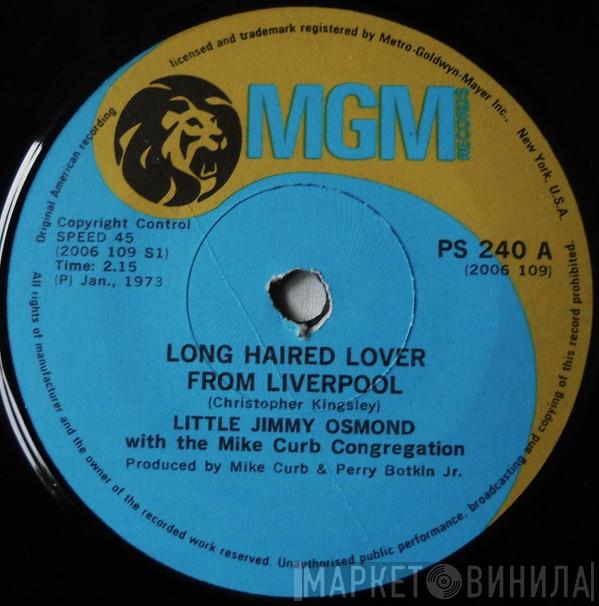 Original American recording licensed and trademark registered by Metro-Goldwyn-Mayer Inc., New York, U.S.A.
MGM
RECORDS
Copyright Control
SPEED 45
(2006 109 S1)
Time: 2.15
(P) Jan., 1973
PS 240 A
(2006 109)
LONG HAIRED LOVER
FROM LIVERPOOL
(Christopher Kingsley)
LITTLE JIMMY OSMOND
with the Mike Curb Congregation
Produced by Mike Curb & Perry Botkin Jr.
All rights of manufacturer and the owner of the recorded work reserved. Unauthorised public performance, broadcasting and copying of this record prohibited.
МАРКЕТ ВИНИЛА